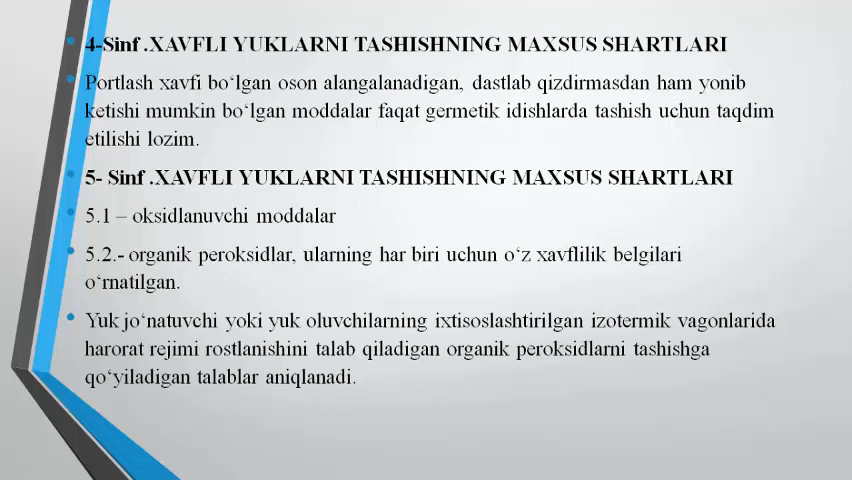 4-Sinf .XAVFLI YUKLARNI TASHISHNING MAXSUS SHARTLARI
Portlash xavfi bo‘lgan oson alangalanadigan, dastlab qizdirmasdan ham yonib
ketishi mumkin bo‘lgan moddalar faqat germetik idishlarda tashish uchun taqdim
etilishi lozim.
5- Sinf .XAVFLI YUKLARNI TASHISHNING MAXSUS SHARTLARI
5.1 – oksidlanuvchi moddalar
5.2.- organik peroksidlar, ularning har biri uchun o‘z xavflilik belgilari
o‘rnatilgan.
Yuk jo‘natuvchi yoki yuk oluvchilarning ixtisoslashtirilgan izotermik vagonlarida
harorat rejimi rostlanishini talab qiladigan organik peroksidlarni tashishga
qo‘yiladigan talablar aniqlanadi.